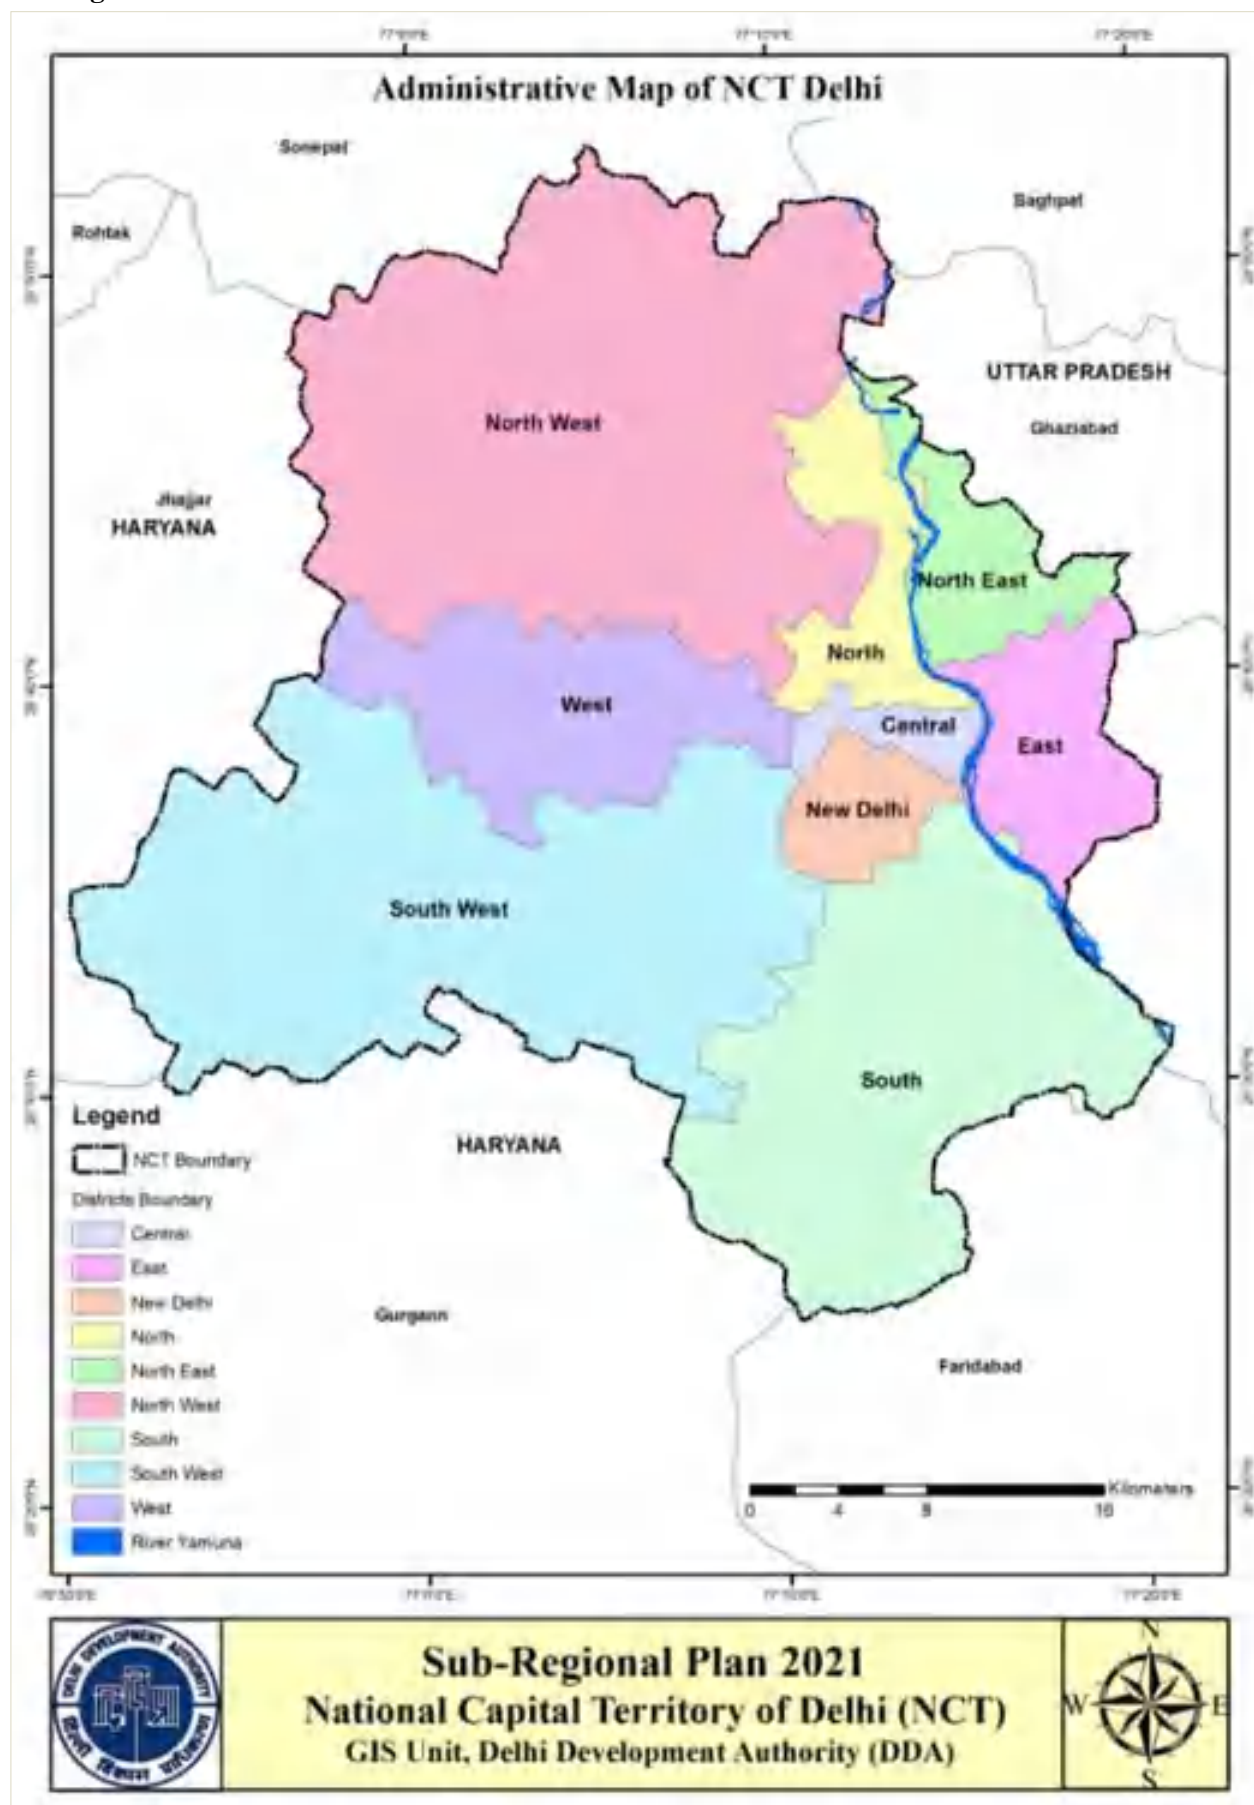 Administrative Map of NCT Delhi
Sonepat
Baghpat
Rohtak
UTTAR PRADESH
Ghaziabad
North West
Jhajjar
HARYANA
North East
North
West
Central
East
New Delhi
South West
South
HARYANA
Gurgaon
Faridabad
Legend
NCT Boundary
Districts Boundary
Central
East
New Delhi
North
North East
North West
South
South West
West
River Yamuna
Kilometers
0 4 8 16
DELHI DEVELOPMENT AUTHORITY
Sub-Regional Plan 2021
National Capital Territory of Delhi (NCT)
GIS Unit, Delhi Development Authority (DDA)
N
W E
S